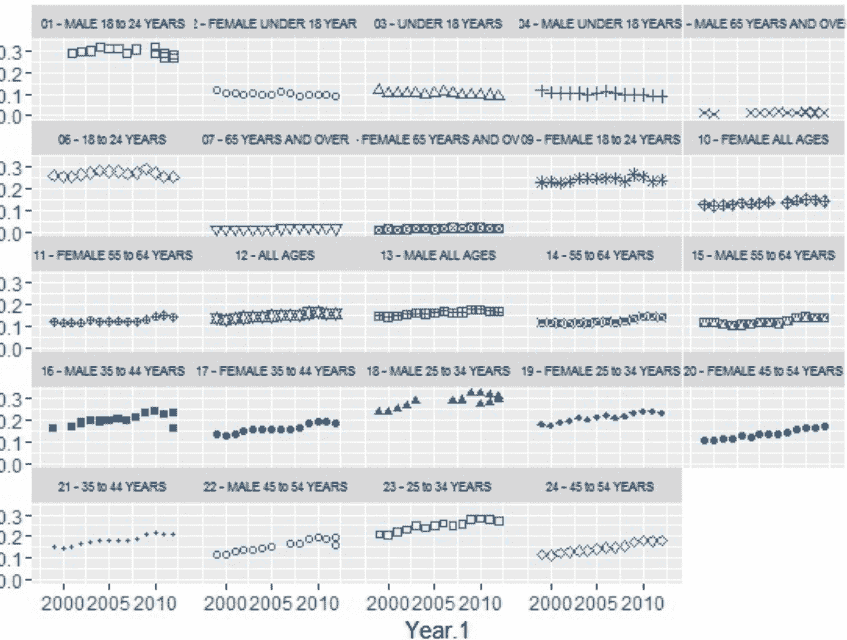 01 - MALE 18 to 24 YEARS 2 - FEMALE UNDER 18 YEAR 03 - UNDER 18 YEARS 04 - MALE UNDER 18 YEARS - MALE 65 YEARS AND OVE
0.3
0.2
0.1
0.0
06 - 18 to 24 YEARS 07 - 65 YEARS AND OVER - FEMALE 65 YEARS AND OV 09 - FEMALE 18 to 24 YEARS 10 - FEMALE ALL AGES
0.3
0.2
0.1
0.0
11 - FEMALE 55 to 64 YEARS 12 - ALL AGES 13 - MALE ALL AGES 14 - 55 to 64 YEARS 15 - MALE 55 to 64 YEARS
0.3
0.2
0.1
0.0
16 - MALE 35 to 44 YEARS 17 - FEMALE 35 to 44 YEARS 18 - MALE 25 to 34 YEARS 19 - FEMALE 25 to 34 YEARS 20 - FEMALE 45 to 54 YEARS
0.3
0.2
0.1
0.0
21 - 35 to 44 YEARS 22 - MALE 45 to 54 YEARS 23 - 25 to 34 YEARS 24 - 45 to 54 YEARS
0.3
0.2
0.1
0.0
2000 2005 2010 2000 2005 2010 2000 2005 2010 2000 2005 2010
Year.1